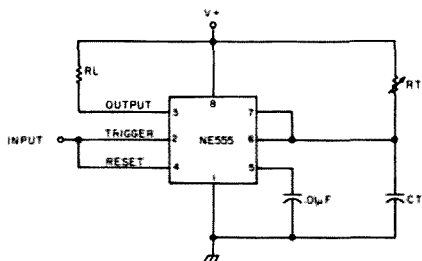 V+
RL
8
RT
OUTPUT
3
7
INPUT
TRIGGER
2
NE555
6
RESET
4
5
1
.01µF
CT